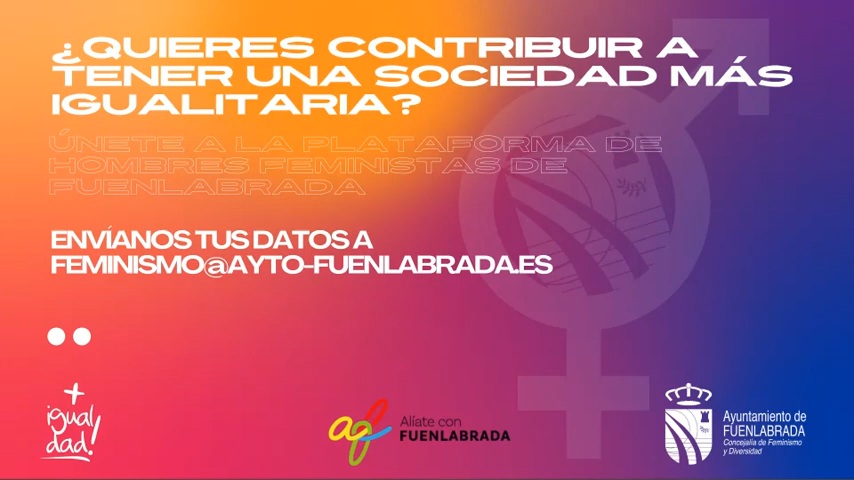 ¿QUIERES CONTRIBUIR A
TENER UNA SOCIEDAD MÁS
IGUALITARIA?
ÚNETE A LA PLATAFORMA DE
HOMBRES FEMINISTAS DE
FUENLABRADA
ENVÍANOS TUS DATOS A
FEMINISMO@AYTO-FUENLABRADA.ES
+
igual
dad!
af
Alíate con
FUENLABRADA
Ayuntamiento de
FUENLABRADA
Concejalía de Feminismo
y Diversidad